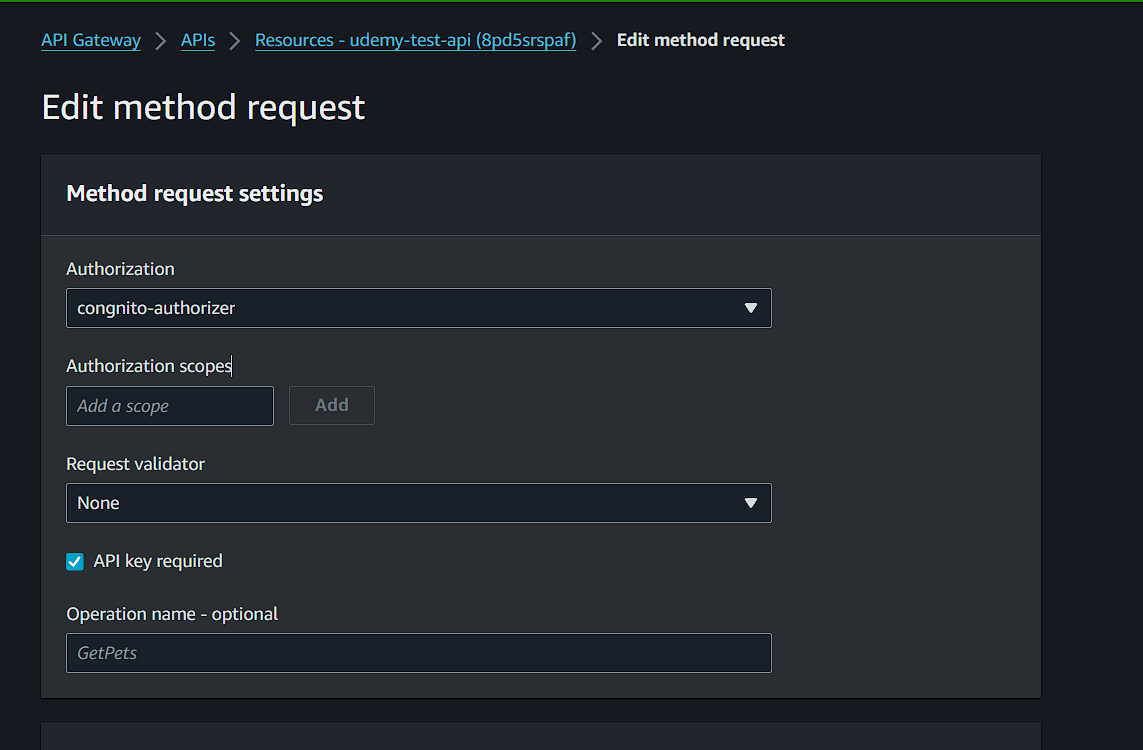 API Gateway > APIs > Resources - udemy-test-api (8pd5srspaf) > Edit method request
Edit method request
Method request settings
Authorization
congnito-authorizer
Authorization scopes
Add a scope Add
Request validator
None
API key required
Operation name - optional
GetPets